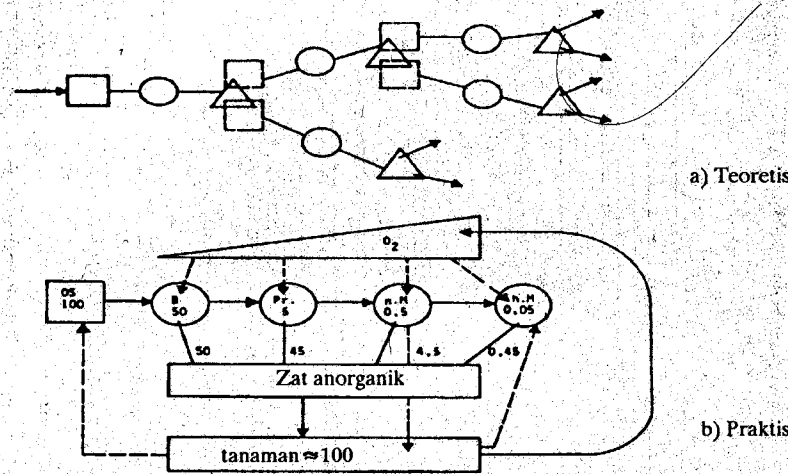 a) Teoretis
O2
OS
100
B.
50
Pr.
5
m.M
0.5
M.M
0.05
50
45
4.5
0.45
Zat anorganik
tanaman ≈ 100
b) Praktis